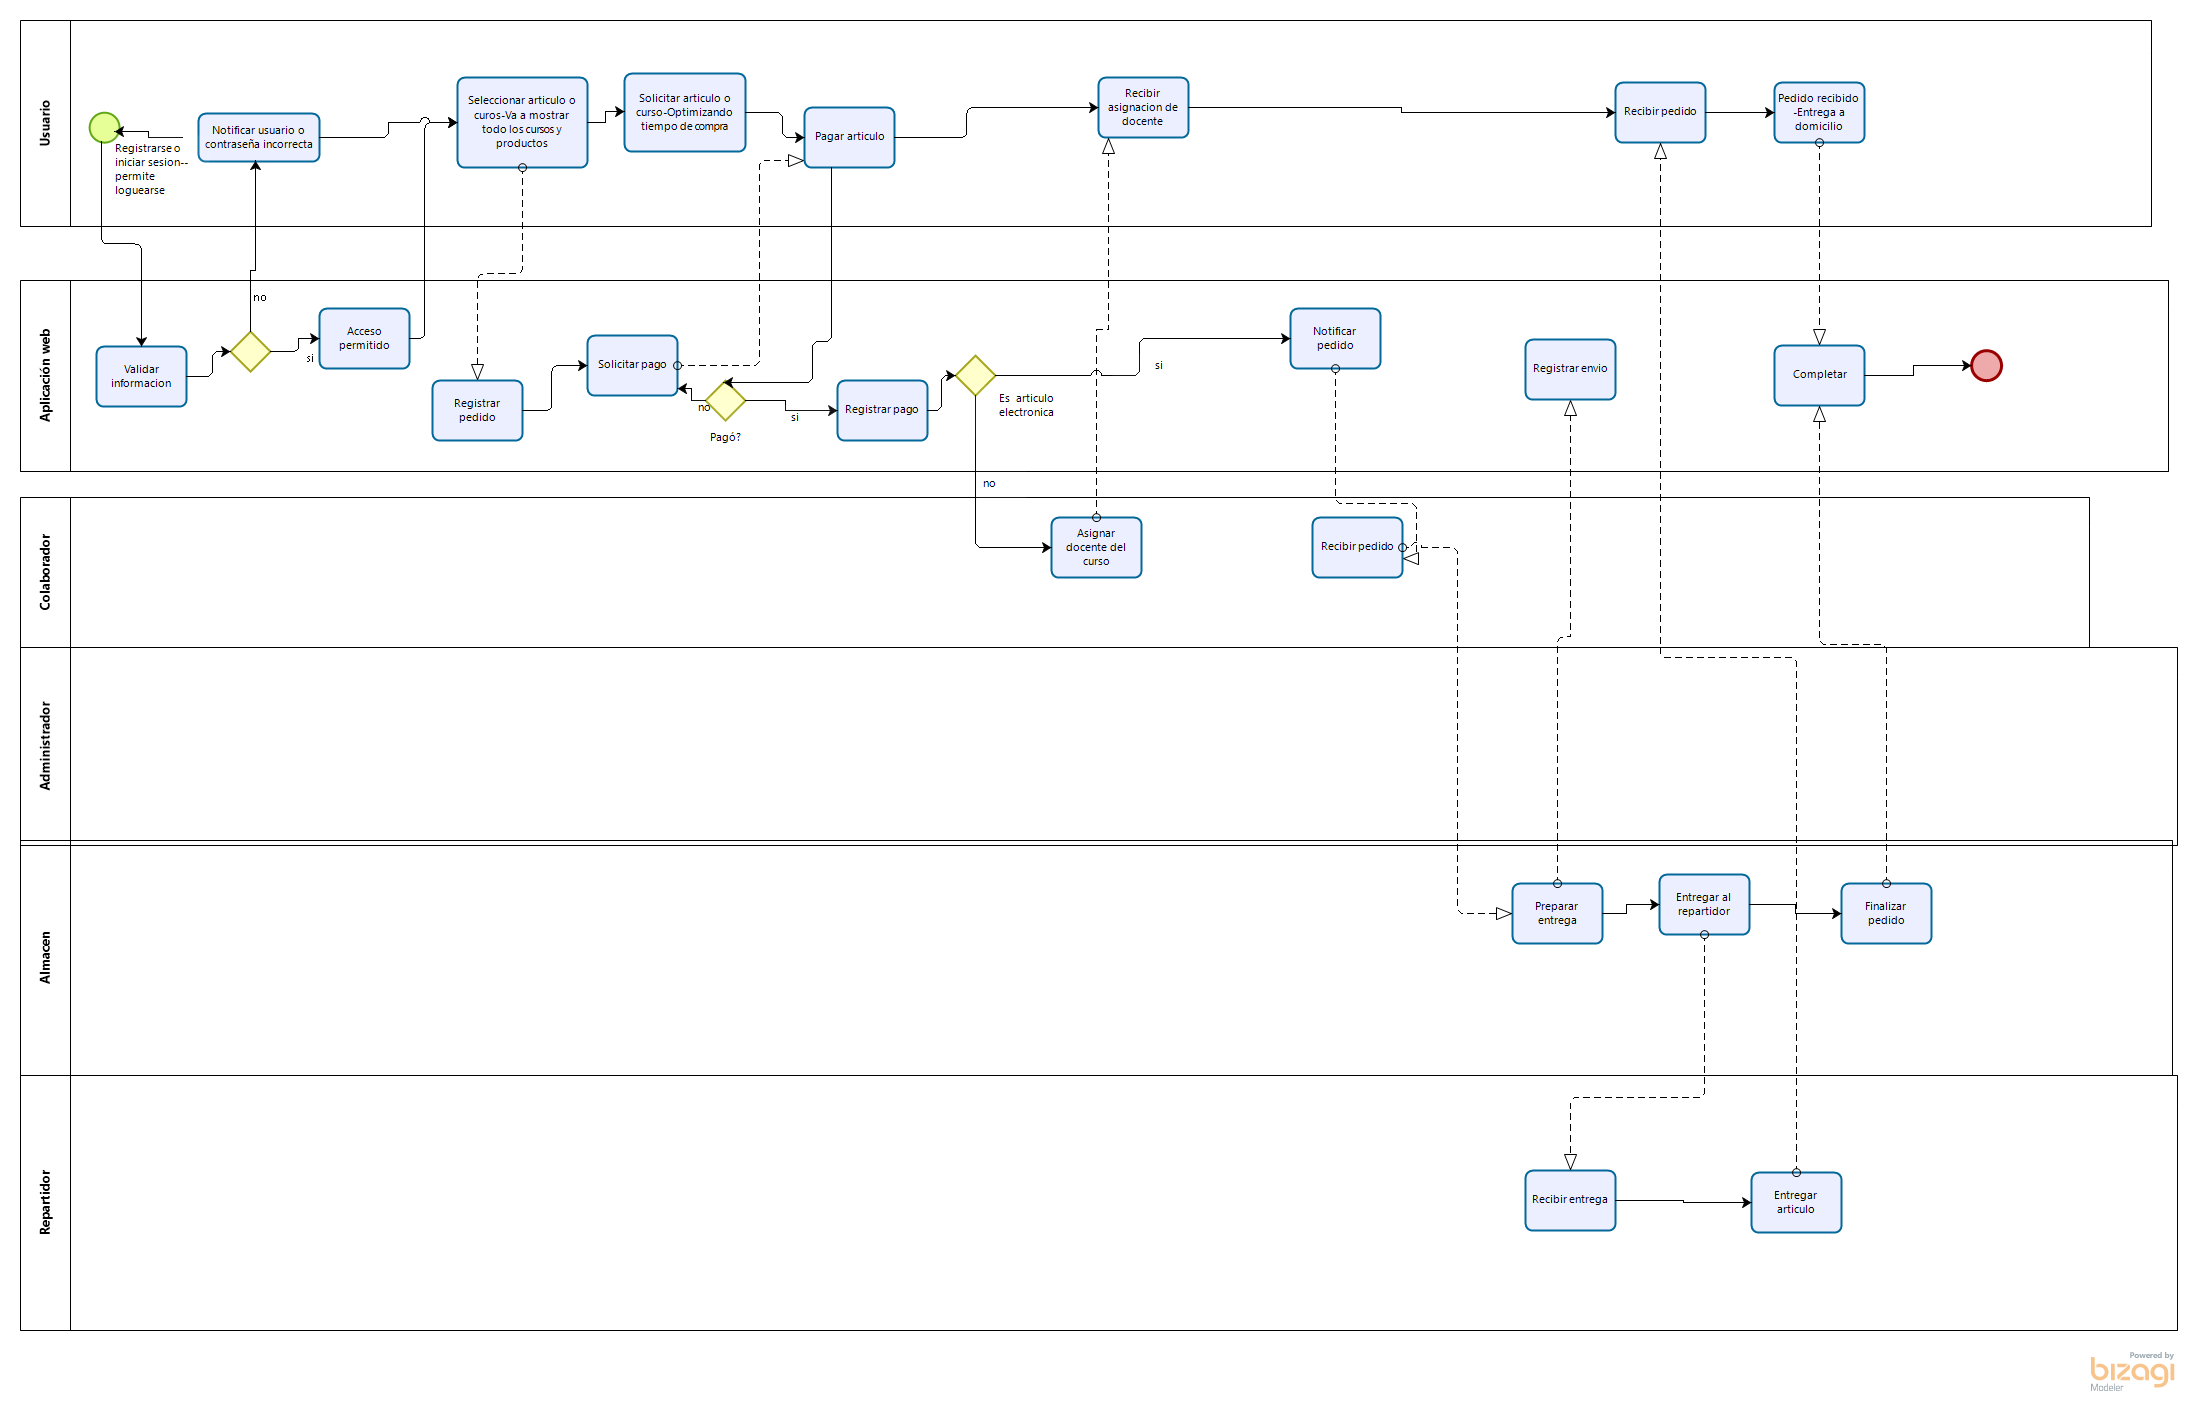 Usuario
Registrarse o
iniciar sesion--
permite
loguearse
Notificar usuario o
contraseña incorrecta
Seleccionar articulo o
curos-Va a mostrar
todo los cursos y
productos
Solicitar articulo o
curso-Optimizando
tiempo de compra
Pagar articulo
Recibir
asignacion de
docente
Recibir pedido
Pedido recibido
-Entrega a
domicilio
Aplicación web
Validar
informacion
no
si
Acceso
permitido
Registrar
pedido
Solicitar pago
no
Pagó?
si
Registrar pago
Es articulo
electronica
si
no
Notificar
pedido
Registrar envio
Completar
Colaborador
Asignar
docente del
curso
Recibir pedido
Administrador
Almacen
Preparar
entrega
Entregar al
repartidor
Finalizar
pedido
Repartidor
Recibir entrega
Entregar
articulo
Powered by
bizagi
Modeler